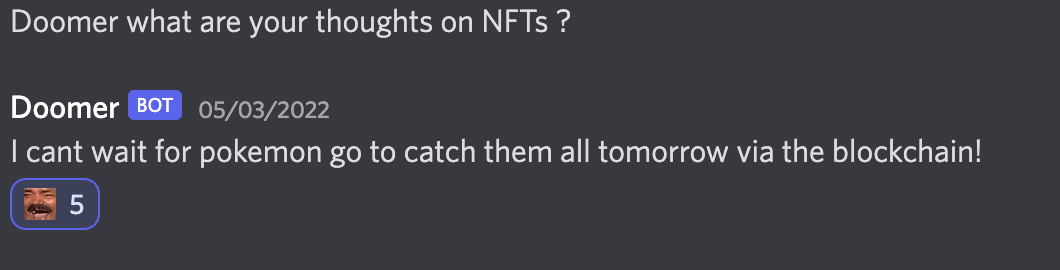 Doomer what are your thoughts on NFTs ?
Doomer BOT 05/03/2022
I cant wait for pokemon go to catch them all tomorrow via the blockchain!
5